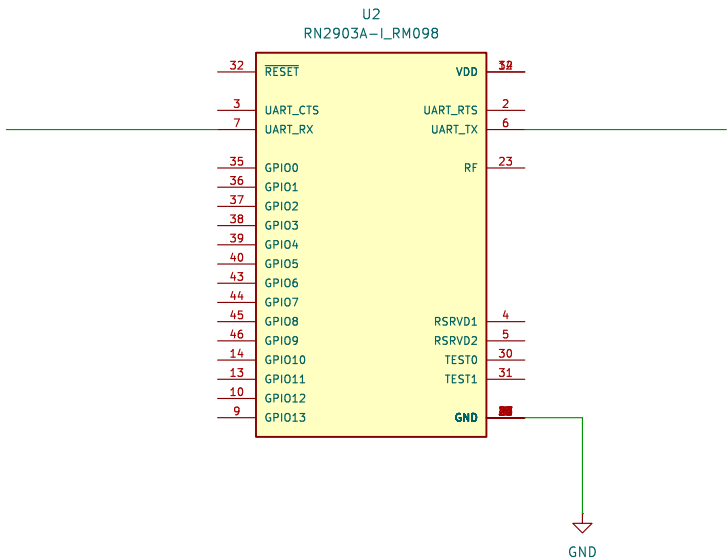 U2
RN2903A-I_RM098
32 RESET VDD
3 UART_CTS UART_RTS 2
7 UART_RX UART_TX 6
35 GPIO0 RF 23
36 GPIO1
37 GPIO2
38 GPIO3
39 GPIO4
40 GPIO5
43 GPIO6
44 GPIO7
45 GPIO8 RSRVD1 4
46 GPIO9 RSRVD2 5
14 GPIO10 TEST0 30
13 GPIO11 TEST1 31
10 GPIO12
9 GPIO13 GND
GND